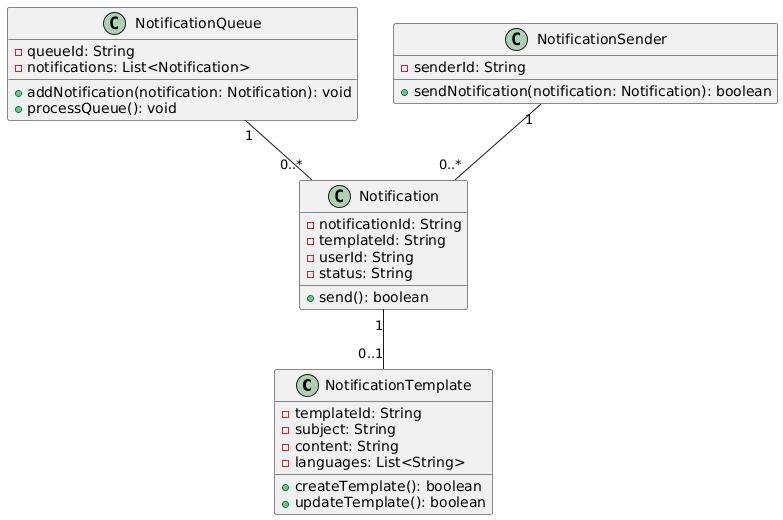 C NotificationQueue
queueId: String
notifications: List<Notification>
addNotification(notification: Notification): void
processQueue(): void
C NotificationSender
senderId: String
sendNotification(notification: Notification): boolean
1
0..*
1
0..*
C Notification
notificationId: String
templateId: String
userId: String
status: String
send(): boolean
1
0..1
C NotificationTemplate
templateId: String
subject: String
content: String
languages: List<String>
createTemplate(): boolean
updateTemplate(): boolean